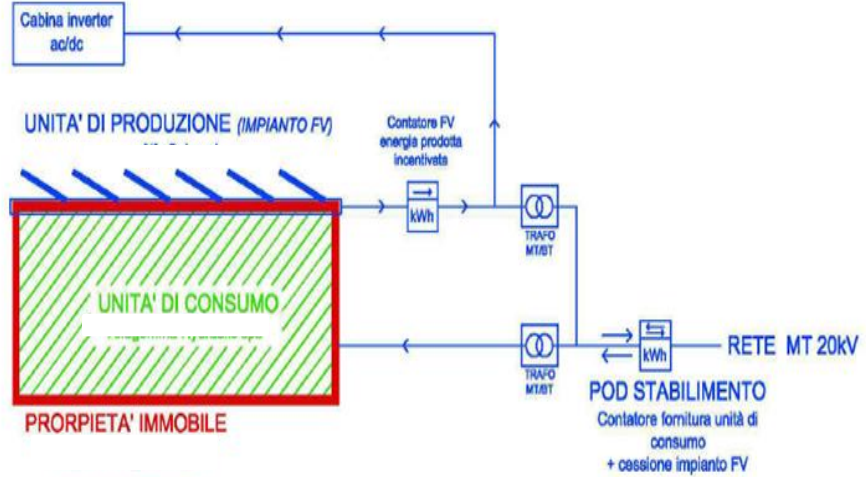 Cabina inverter
ac/dc
UNITA' DI PRODUZIONE (IMPIANTO FV)
Contatore FV
energia prodotta
incentivata
kWh
TRAFO
MT/BT
UNITA' DI CONSUMO
kWh
RETE MT 20kV
TRAFO
MT/BT
POD STABILIMENTO
Contatore fornitura unità di
consumo
+ cessione impianto FV
PRORPIETA' IMMOBILE